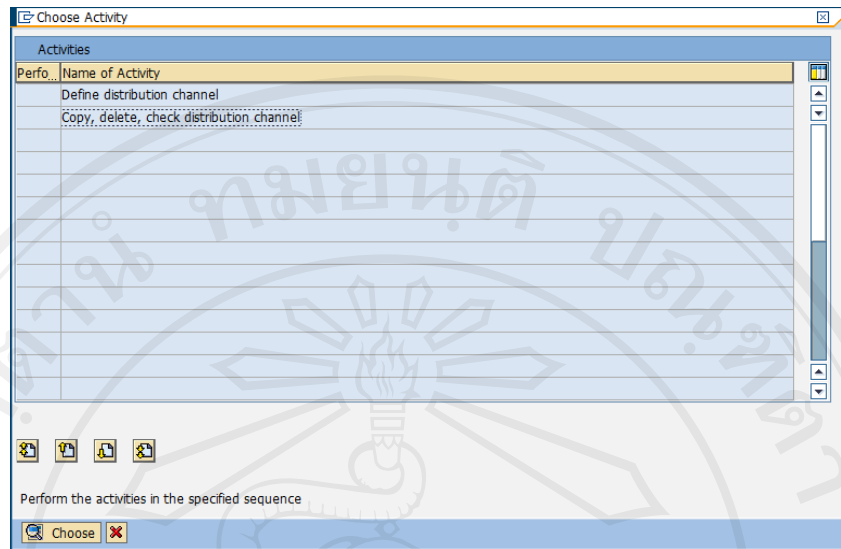 Choose Activity
Activities
Perfo... Name of Activity
Define distribution channel
Copy, delete, check distribution channel
Perform the activities in the specified sequence
Choose